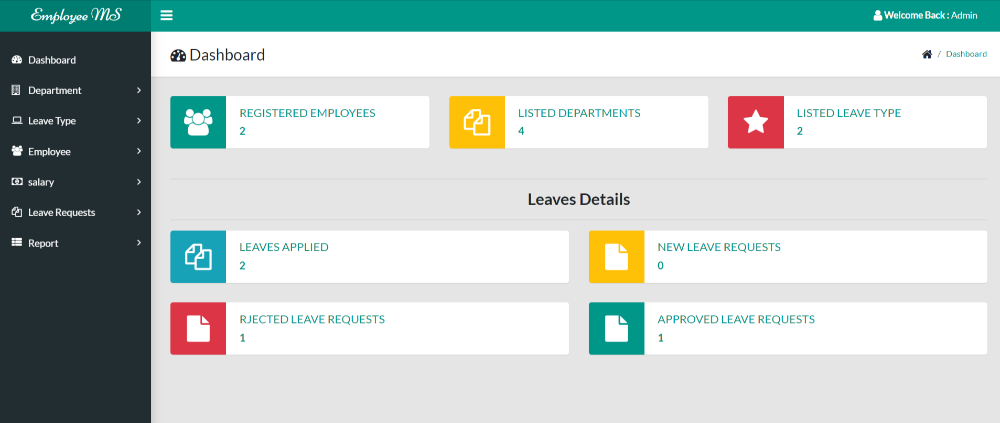 Employee MS
Welcome Back : Admin
Dashboard
Department
Leave Type
Employee
salary
Leave Requests
Report
Dashboard
/ Dashboard
REGISTERED EMPLOYEES
2
LISTED DEPARTMENTS
4
LISTED LEAVE TYPE
2
Leaves Details
LEAVES APPLIED
2
NEW LEAVE REQUESTS
0
RJECTED LEAVE REQUESTS
1
APPROVED LEAVE REQUESTS
1